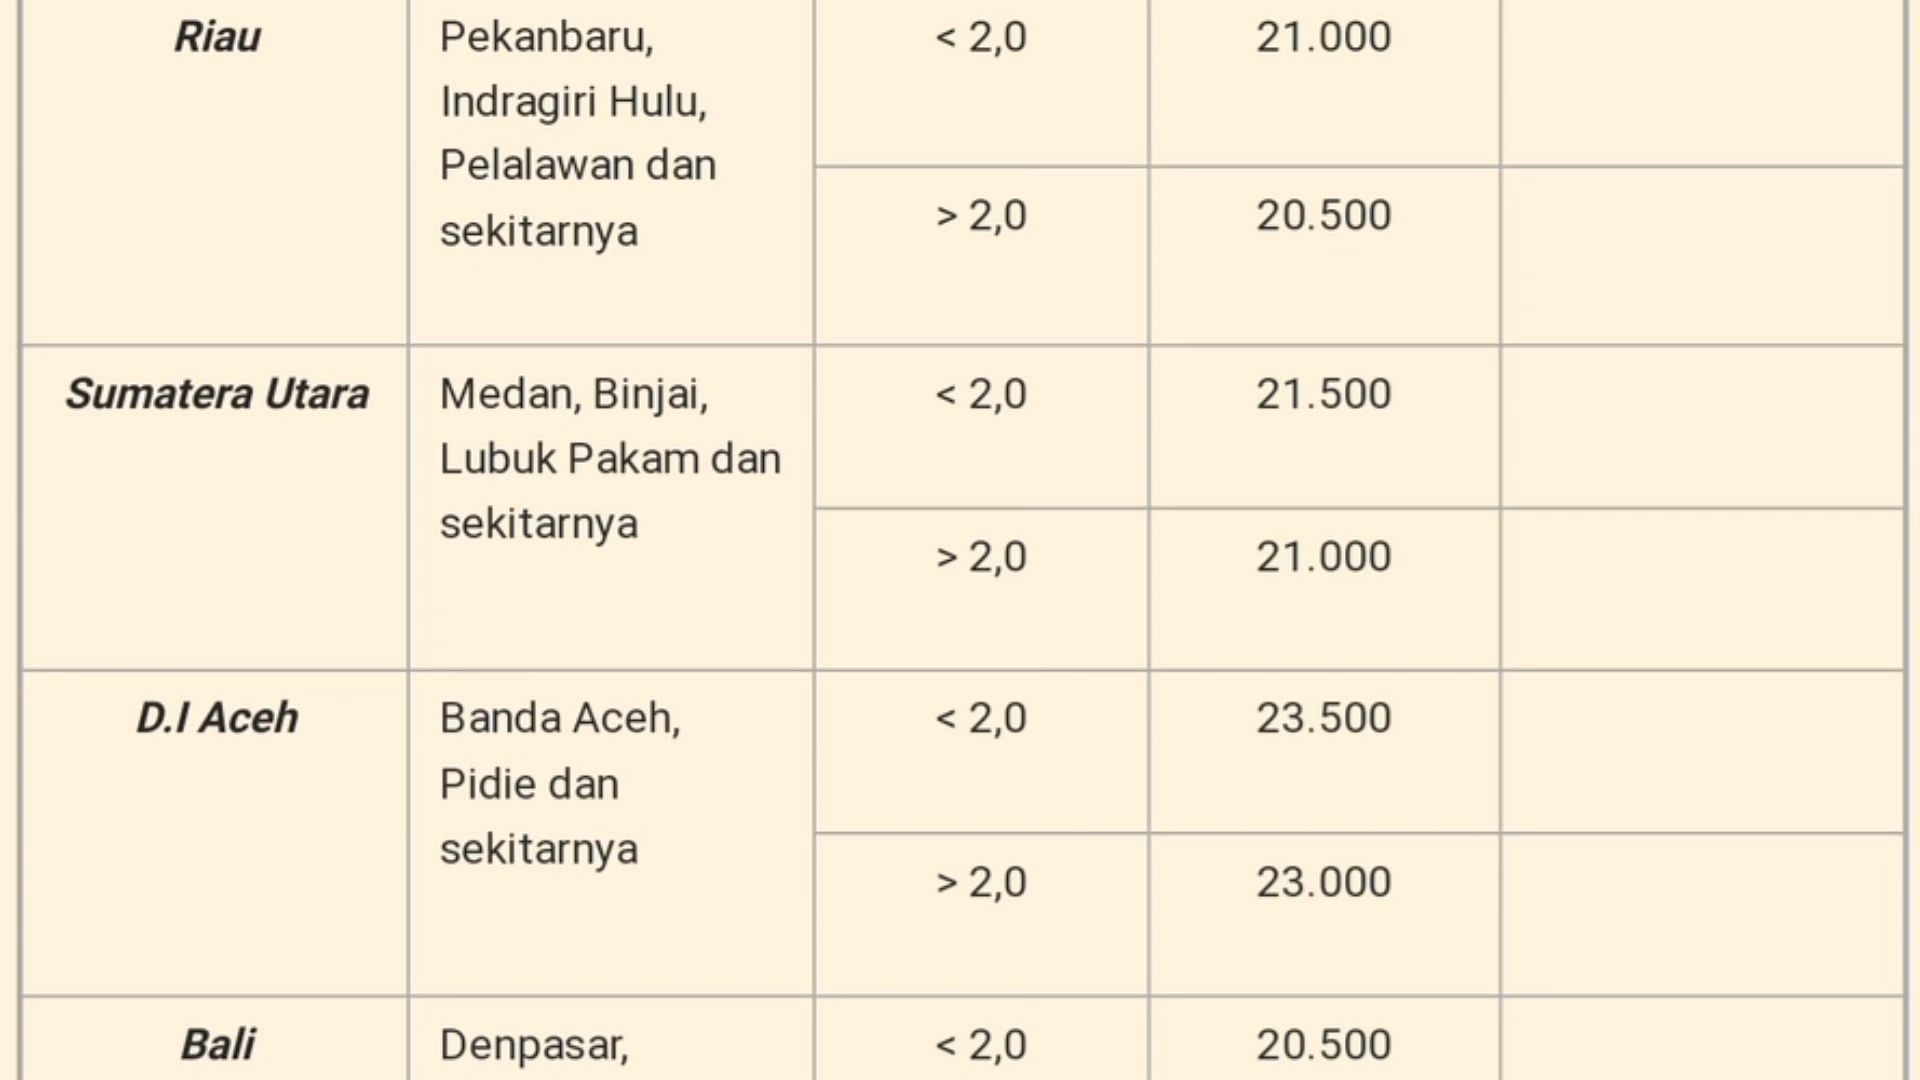 Riau
Pekanbaru,
Indragiri Hulu,
Pelalawan dan
sekitarnya
< 2,0
21.000
> 2,0
20.500
Sumatera Utara
Medan, Binjai,
Lubuk Pakam dan
sekitarnya
< 2,0
21.500
> 2,0
21.000
D.I Aceh
Banda Aceh,
Pidie dan
sekitarnya
< 2,0
23.500
> 2,0
23.000
Bali
Denpasar,
< 2,0
20.500